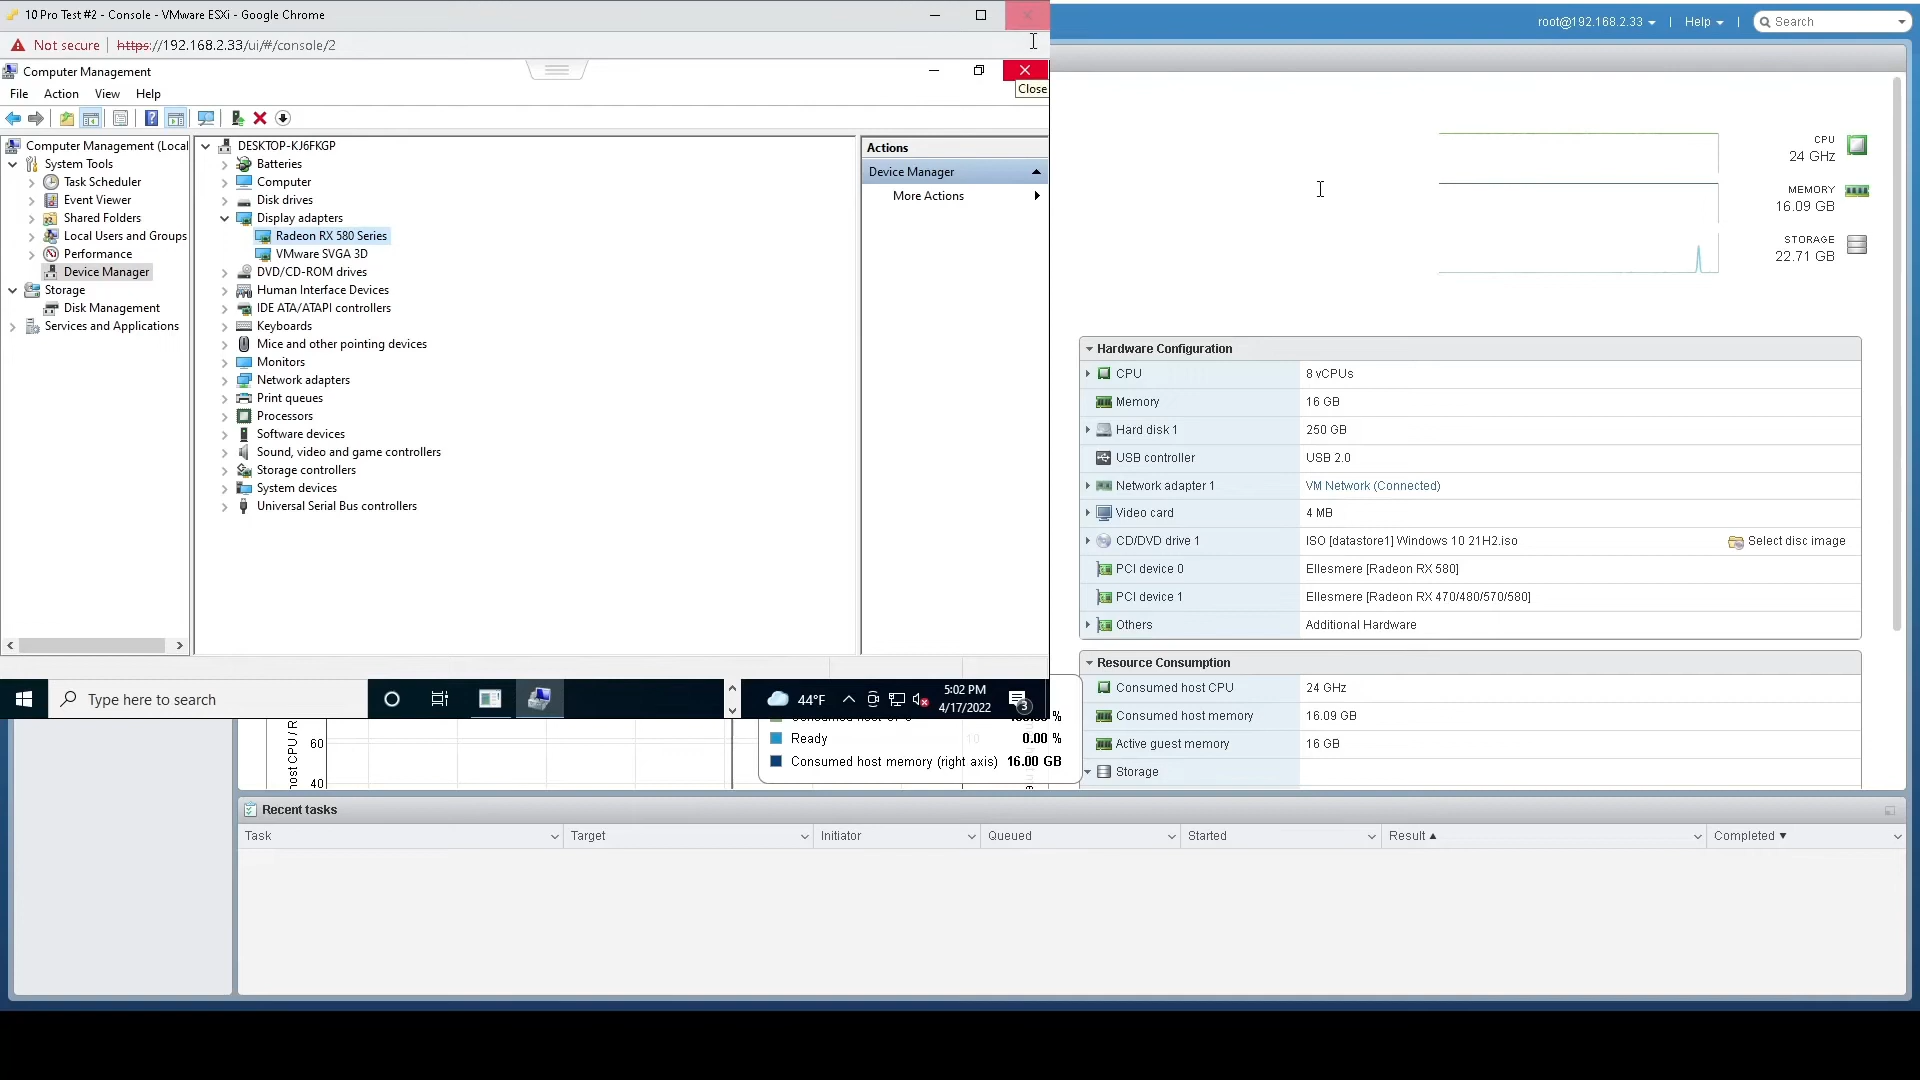 10 Pro Test #2 - Console - VMware ESXi - Google Chrome
Not secure
https://192.168.2.33/ui/#/console/2
Computer Management
Close
File Action View Help
Computer Management (Local
System Tools
Task Scheduler
Event Viewer
Shared Folders
Local Users and Groups
Performance
Device Manager
Storage
Disk Management
Services and Applications
DESKTOP-KJ6FKGP
Batteries
Computer
Disk drives
Display adapters
Radeon RX 580 Series
VMware SVGA 3D
DVD/CD-ROM drives
Human Interface Devices
IDE ATA/ATAPI controllers
Keyboards
Mice and other pointing devices
Monitors
Network adapters
Print queues
Processors
Software devices
Sound, video and game controllers
Storage controllers
System devices
Universal Serial Bus controllers
Actions
Device Manager
More Actions
Type here to search
44°F
5:02 PM
4/17/2022
3
root@192.168.2.33 | Help | Search
CPU
24 GHz
MEMORY
16.09 GB
STORAGE
22.71 GB
Hardware Configuration
CPU 8 vCPUs
Memory 16 GB
Hard disk 1 250 GB
USB controller USB 2.0
Network adapter 1 VM Network (Connected)
Video card 4 MB
CD/DVD drive 1 ISO [datastore1] Windows 10 21H2.iso Select disc image
PCI device 0 Ellesmere [Radeon RX 580]
PCI device 1 Ellesmere [Radeon RX 470/480/570/580]
Others Additional Hardware
Resource Consumption
Consumed host CPU 24 GHz
Consumed host memory 16.09 GB
Active guest memory 16 GB
Storage
60
40
Ready 0.00 %
Consumed host memory (right axis) 16.00 GB
Recent tasks
Task Target Initiator Queued Started Result Completed